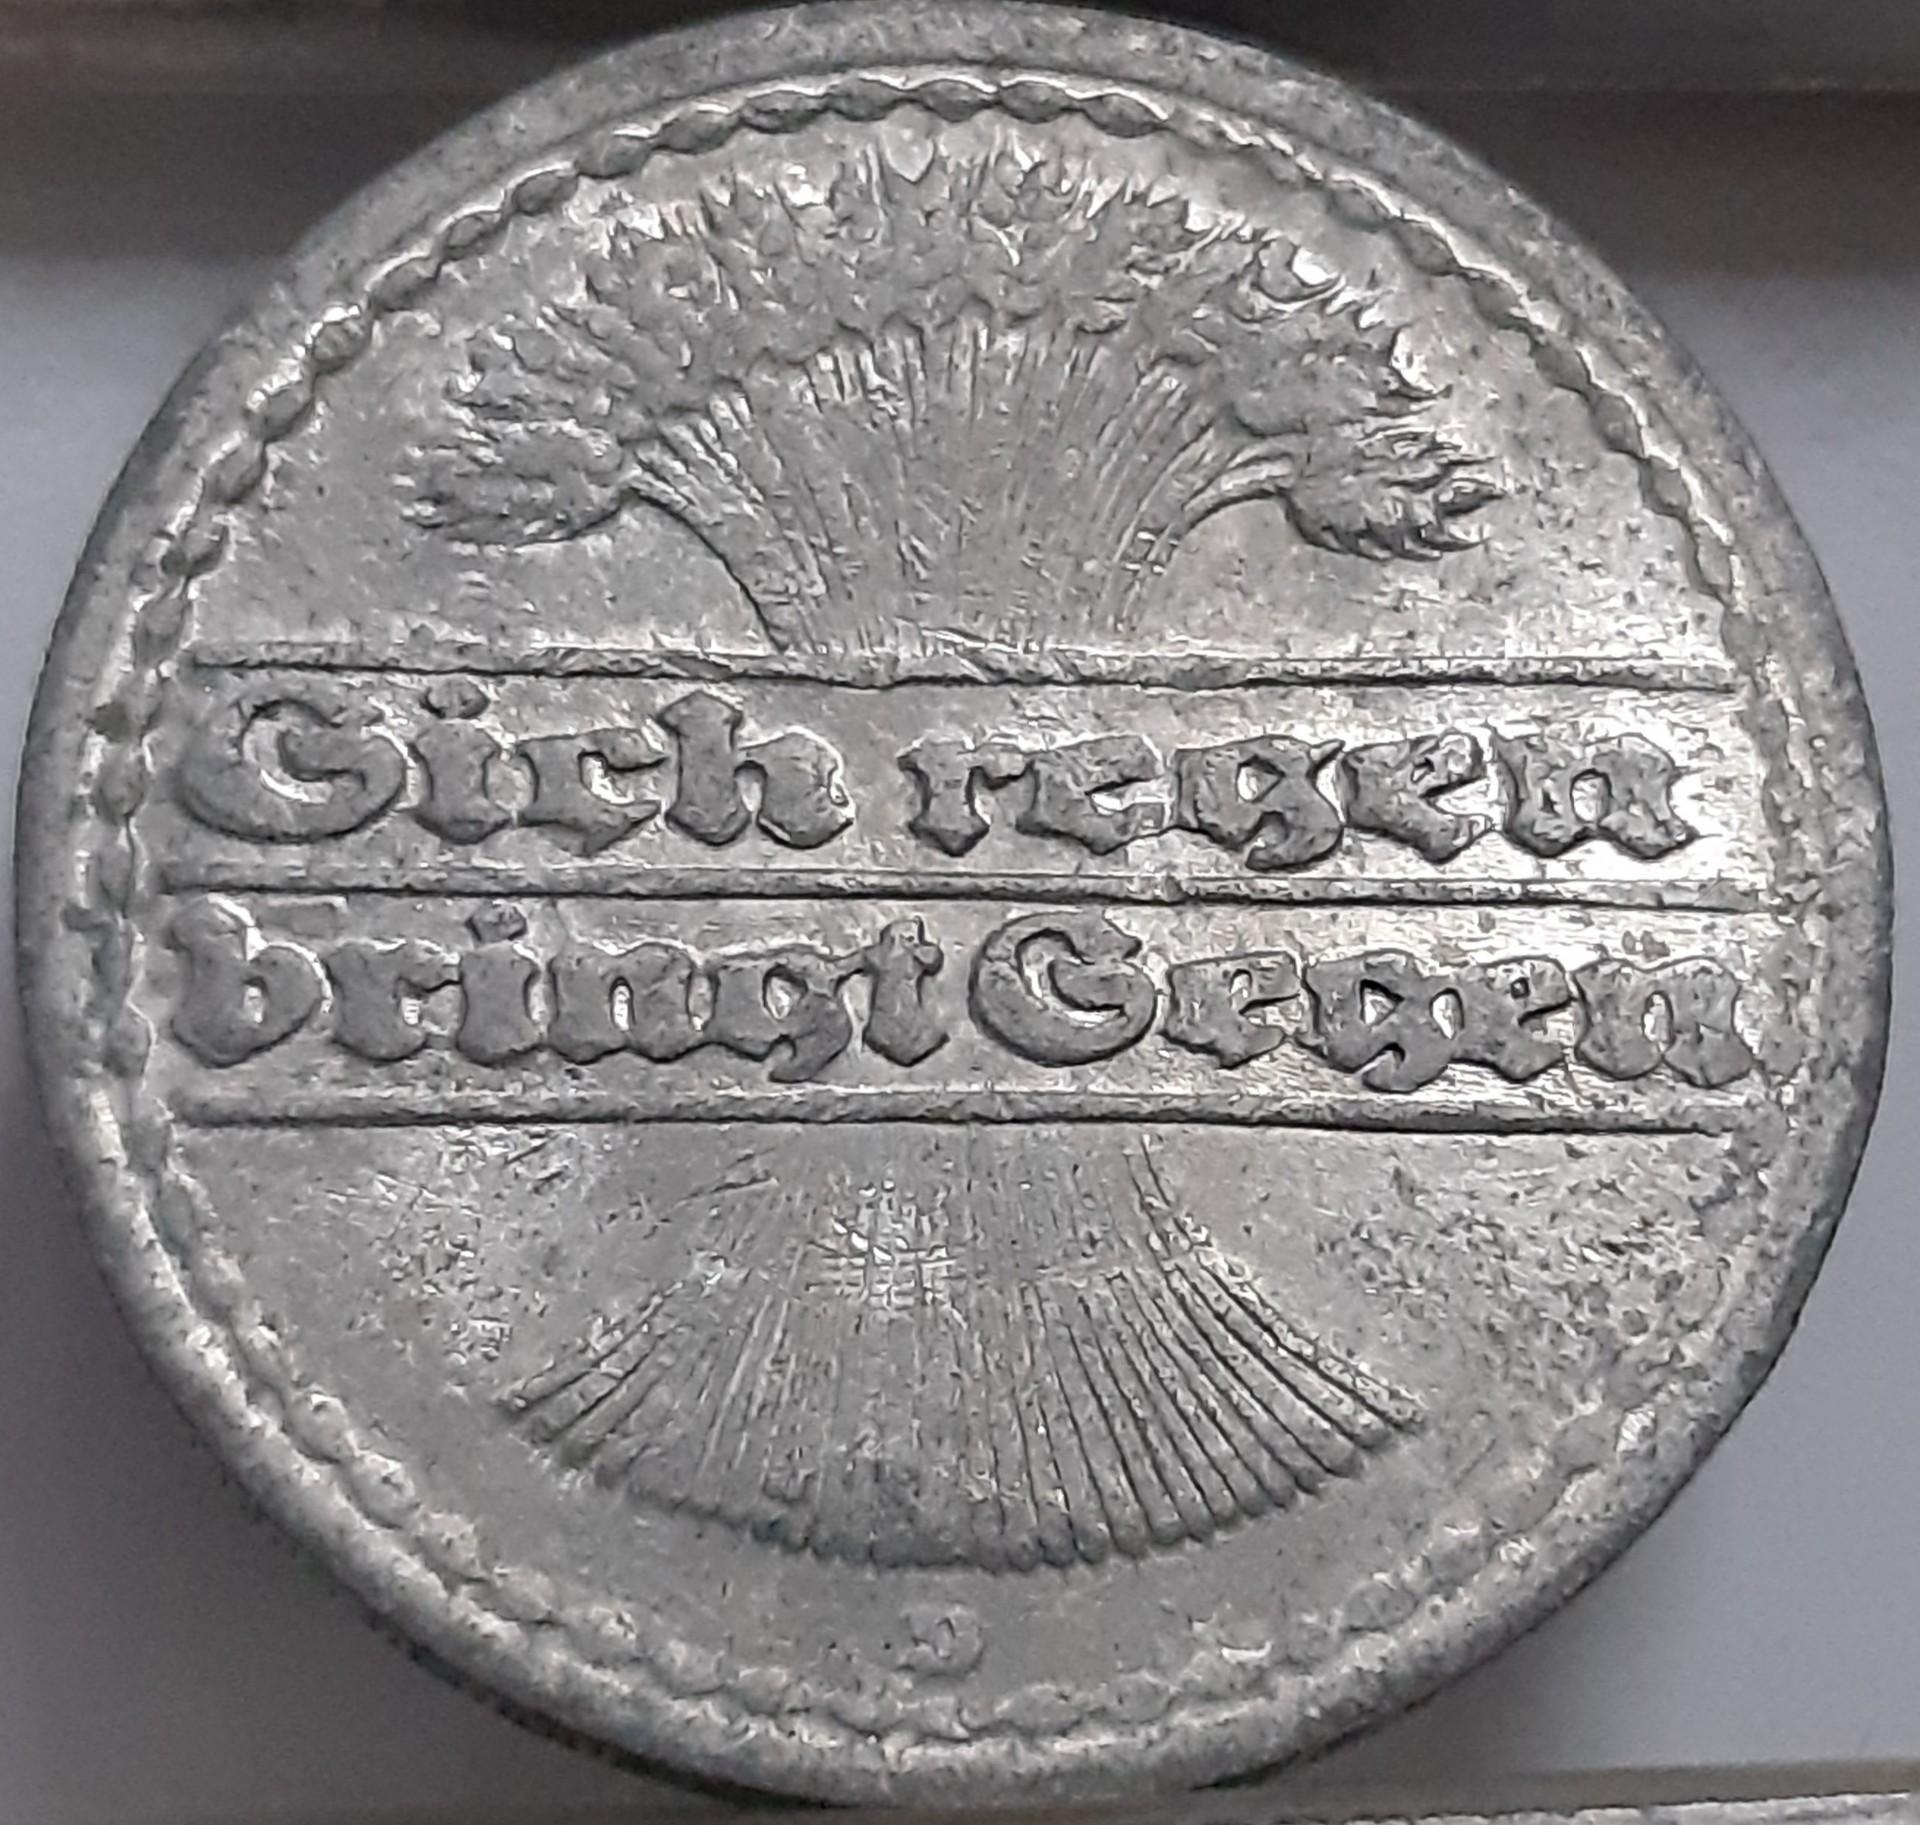 Sich regen
bringt Segen
D